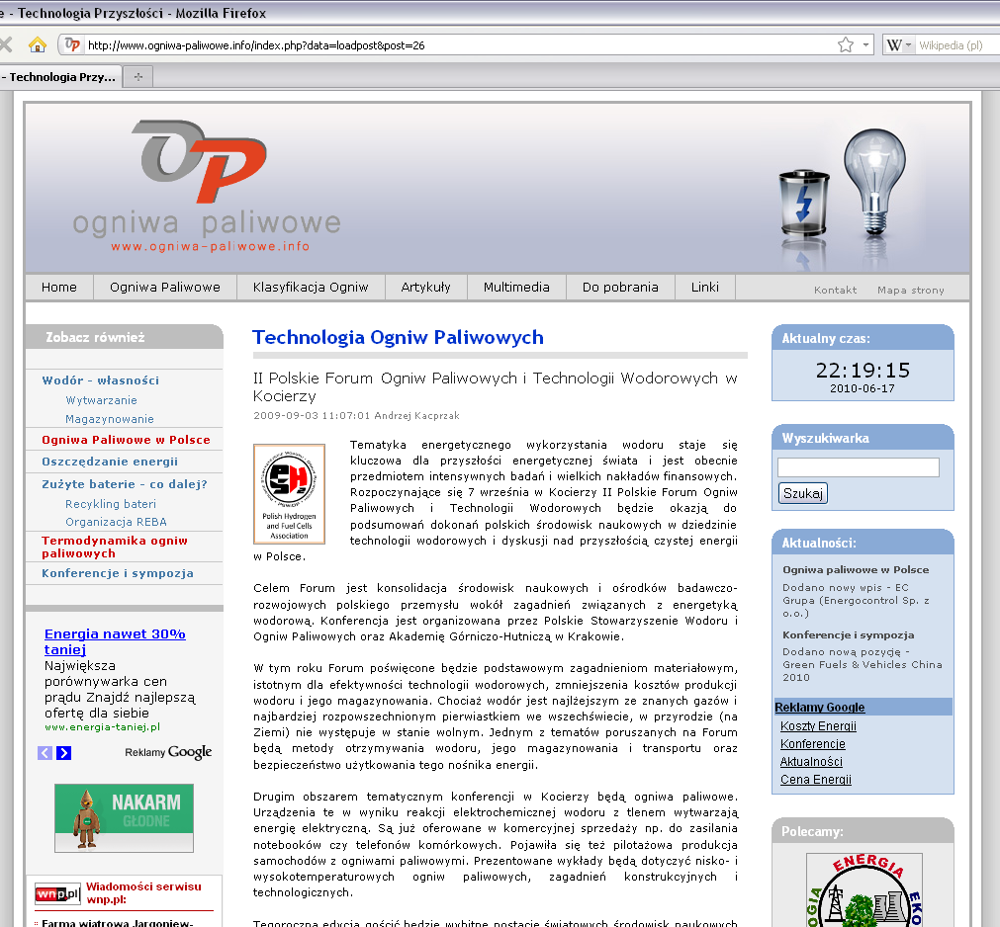 e - Technologia Przyszłości - Mozilla Firefox
http://www.ogniwa-paliwowe.info/index.php?data=loadpost&post=26
W
Wikipedia (pl)
- Technologia Przy...
OP
ogniwa paliwowe
www.ogniwa-paliwowe.info
Home
Ogniwa Paliwowe
Klasyfikacja Ogniw
Artykuły
Multimedia
Do pobrania
Linki
Kontakt
Mapa strony
Zobacz również
Wodór - własności
Wytwarzanie
Magazynowanie
Ogniwa Paliwowe w Polsce
Oszczędzanie energii
Zużyte baterie - co dalej?
Recykling bateri
Organizacja REBA
Termodynamika ogniw
paliwowych
Konferencje i sympozja
Energia nawet 30%
taniej
Największa
porównywarka cen
prądu Znajdź najlepszą
ofertę dla siebie
www.energia-taniej.pl
Reklamy Google
NAKARM
GŁODNE
wnp.pl
Wiadomości serwisu
wnp.pl:
Farma wiatrowa Jargoniew-
Technologia Ogniw Paliwowych
II Polskie Forum Ogniw Paliwowych i Technologii Wodorowych w
Kocierzy
2009-09-03 11:07:01 Andrzej Kacprzak
Polish Hydrogen
and Fuel Cells
Association
Tematyka energetycznego wykorzystania wodoru staje się
kluczowa dla przyszłości energetycznej świata i jest obecnie
przedmiotem intensywnych badań i wielkich nakładów finansowych.
Rozpoczynające się 7 września w Kocierzy II Polskie Forum Ogniw
Paliwowych i Technologii Wodorowych będzie okazją do
podsumowań dokonań polskich środowisk naukowych w dziedzinie
technologii wodorowych i dyskusji nad przyszłością czystej energii
w Polsce.
Celem Forum jest konsolidacja środowisk naukowych i ośrodków badawczo-
rozwojowych polskiego przemysłu wokół zagadnień związanych z energetyką
wodorową. Konferencja jest organizowana przez Polskie Stowarzyszenie Wodoru i
Ogniw Paliwowych oraz Akademię Górniczo-Hutniczą w Krakowie.
W tym roku Forum poświęcone będzie podstawowym zagadnieniom materiałowym,
istotnym dla efektywności technologii wodorowych, zmniejszenia kosztów produkcji
wodoru i jego magazynowania. Chociaż wodór jest najlżejszym ze znanych gazów i
najbardziej rozpowszechnionym pierwiastkiem we wszechświecie, w przyrodzie (na
Ziemi) nie występuje w stanie wolnym. Jednym z tematów poruszanych na Forum
będą metody otrzymywania wodoru, jego magazynowania i transportu oraz
bezpieczeństwo użytkowania tego nośnika energii.
Drugim obszarem tematycznym konferencji w Kocierzy będą ogniwa paliwowe.
Urządzenia te w wyniku reakcji elektrochemicznej wodoru z tlenem wytwarzają
energię elektryczną. Są już oferowane w komercyjnej sprzedaży np. do zasilania
notebooków czy telefonów komórkowych. Pojawiła się też pilotażowa produkcja
samochodów z ogniwami paliwowymi. Prezentowane wykłady będą dotyczyć nisko- i
wysokotemperaturowych ogniw paliwowych, zagadnień konstrukcyjnych i
technologicznych.
Tegoroczna edycja gościć będzie wybitne postacie światowych środowisk naukowych
Aktualny czas:
22:19:15
2010-06-17
Wyszukiwarka
Szukaj
Aktualności:
Ogniwa paliwowe w Polsce
Dodano nowy wpis - EC
Grupa (Energocontrol Sp. z
o.o.)
Konferencje i sympozja
Dodano nową pozycję -
Green Fuels & Vehicles China
2010
Reklamy Google
Koszty Energii
Konferencje
Aktualności
Cena Energii
Polecamy:
ENERGIA